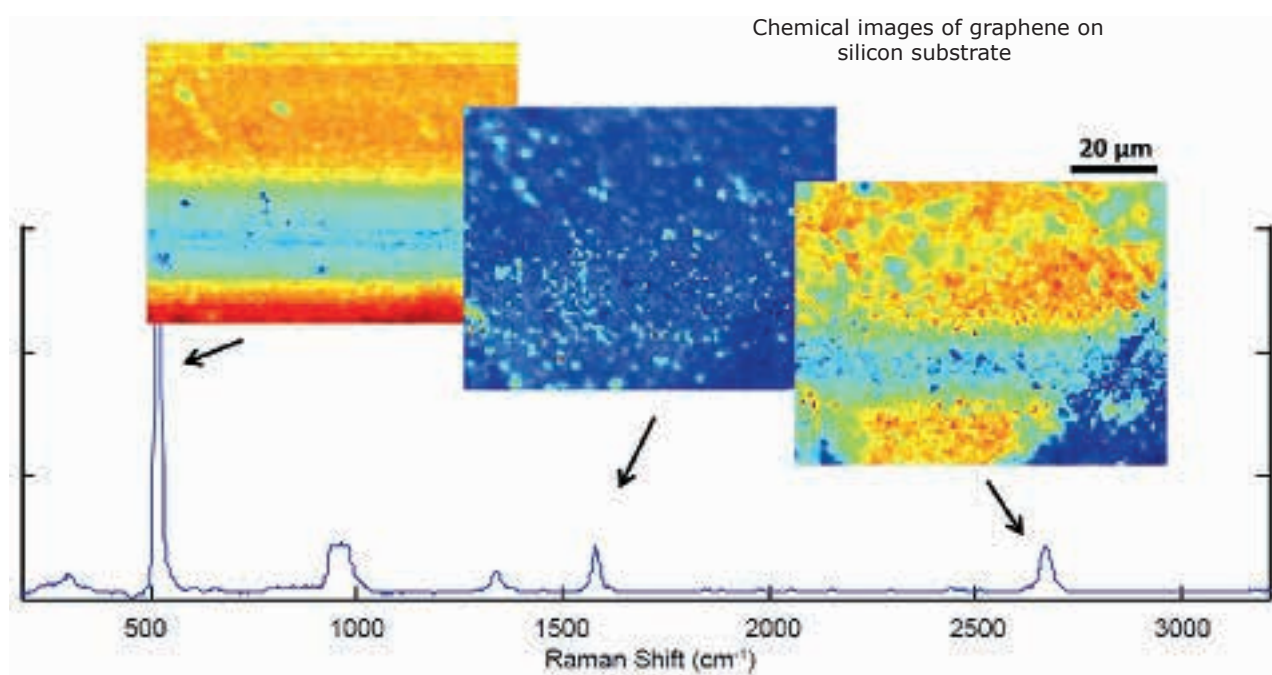 Chemical images of graphene on
silicon substrate
20 µm
500 1000 1500 2000 2500 3000
Raman Shift (cm⁻¹)